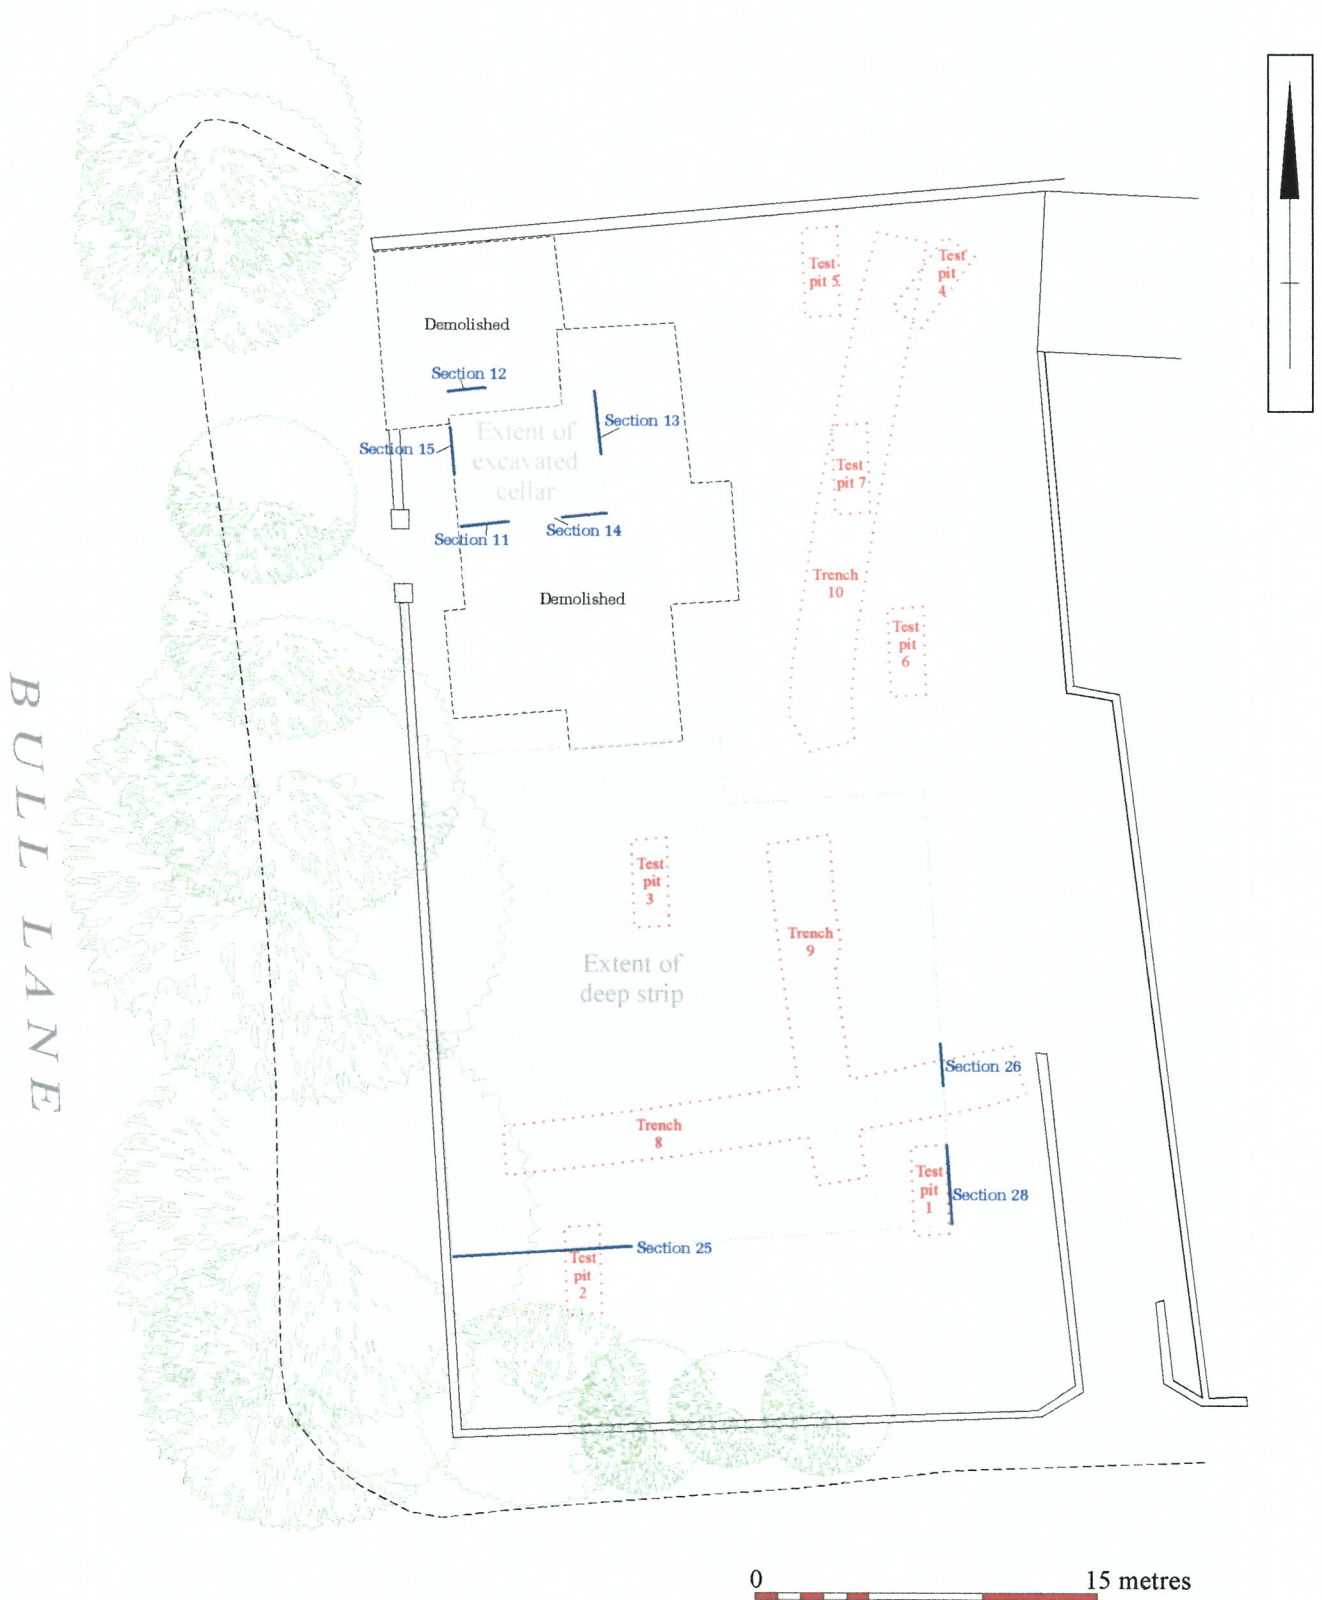 Test
pit 5
Test
pit
4
Demolished
Section 12
Section 13
Extent of
excavated
cellar
Section 15
Test
pit 7
Section 11
Section 14
Trench
10
Demolished
Test
pit
6
BULL LANE
Test
pit
3
Trench
9
Extent of
deep strip
Section 26
Trench
8
Test
pit
1
Section 28
Section 25
Test
pit
2
0 15 metres